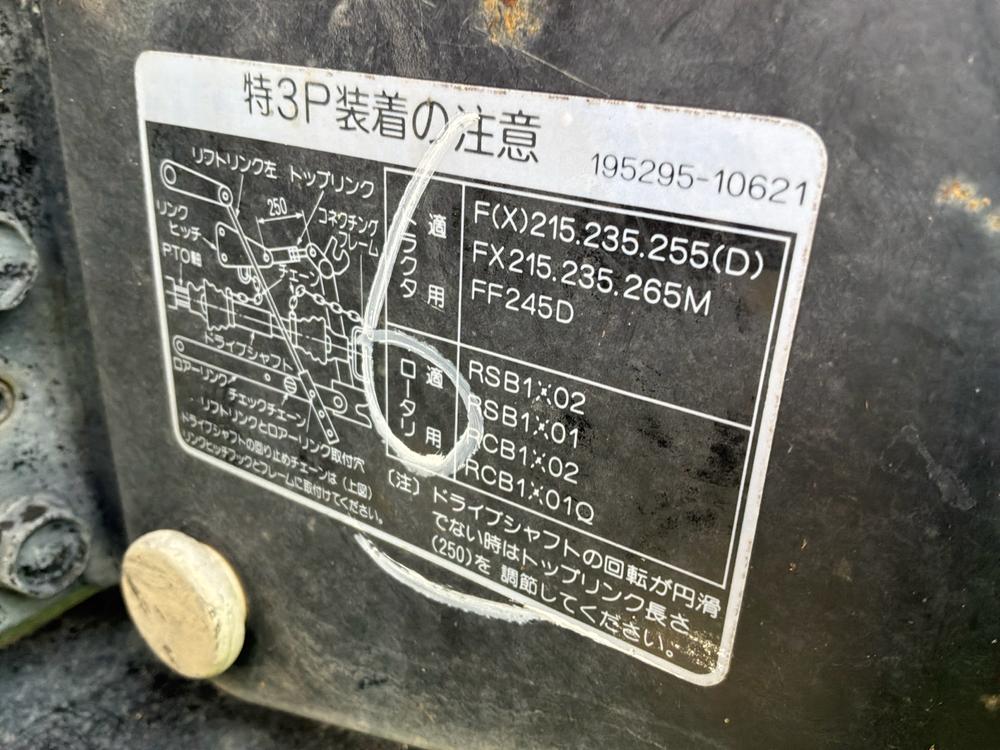 特3P装着の注意
195295-10621
リフトリンク左 トップリンク
250
コネクチング
フレーム
リンク
ヒッチ
チェーン
PTO軸
ドライブシャフト
ロアーリンク
チェックチェーン
リフトリンクとロアーリンク取付穴
ドライブシャフトの回り止めチェーンは(上図)
リンクヒッチフックとフレームに取付けてください。
適用
トラクタ
F(X)215.235.255(D)
FX215.235.265M
FF245D
適用
ロータリ
RSB1X02
RSB1X01
RCB1X02
RCB1X01Q
(注) ドライブシャフトの回転が円滑
でない時はトップリンク長さ
(250)を 調節してください。
6